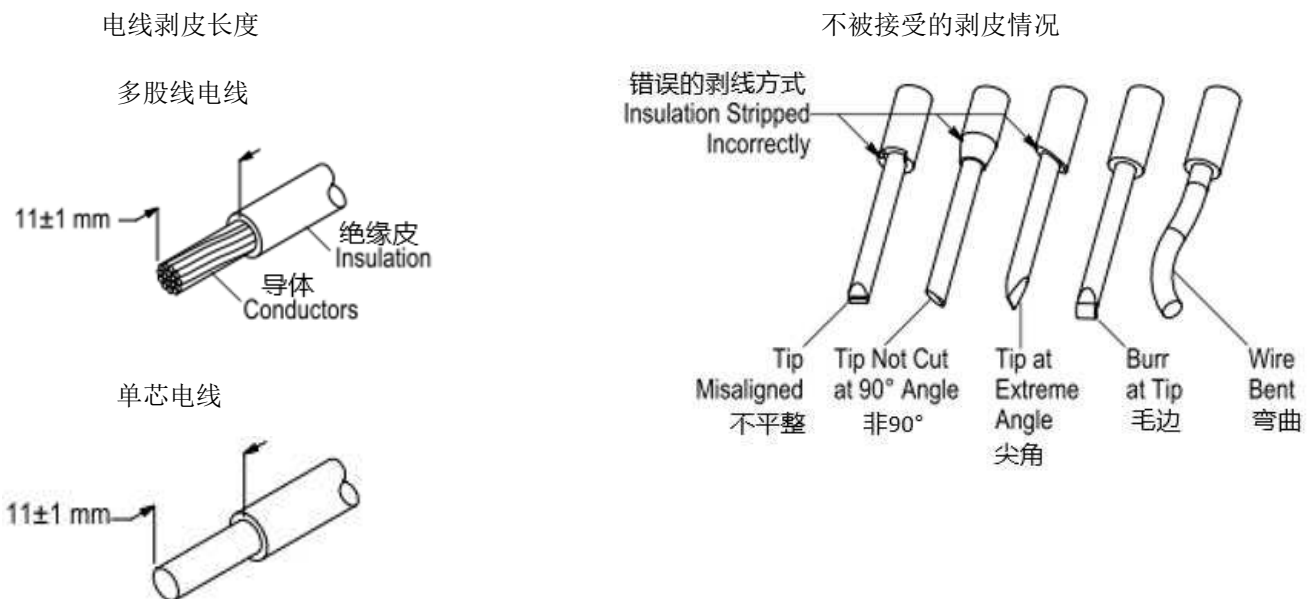 电线剥皮长度
多股线电线
11±1 mm
绝缘皮
Insulation
导体
Conductors
单芯电线
11±1 mm
不被接受的剥皮情况
错误的剥线方式
Insulation Stripped
Incorrectly
Tip
Misaligned
不平整
Tip Not Cut
at 90° Angle
非90°
Tip at
Extreme
Angle
尖角
Burr
at Tip
毛边
Wire
Bent
弯曲